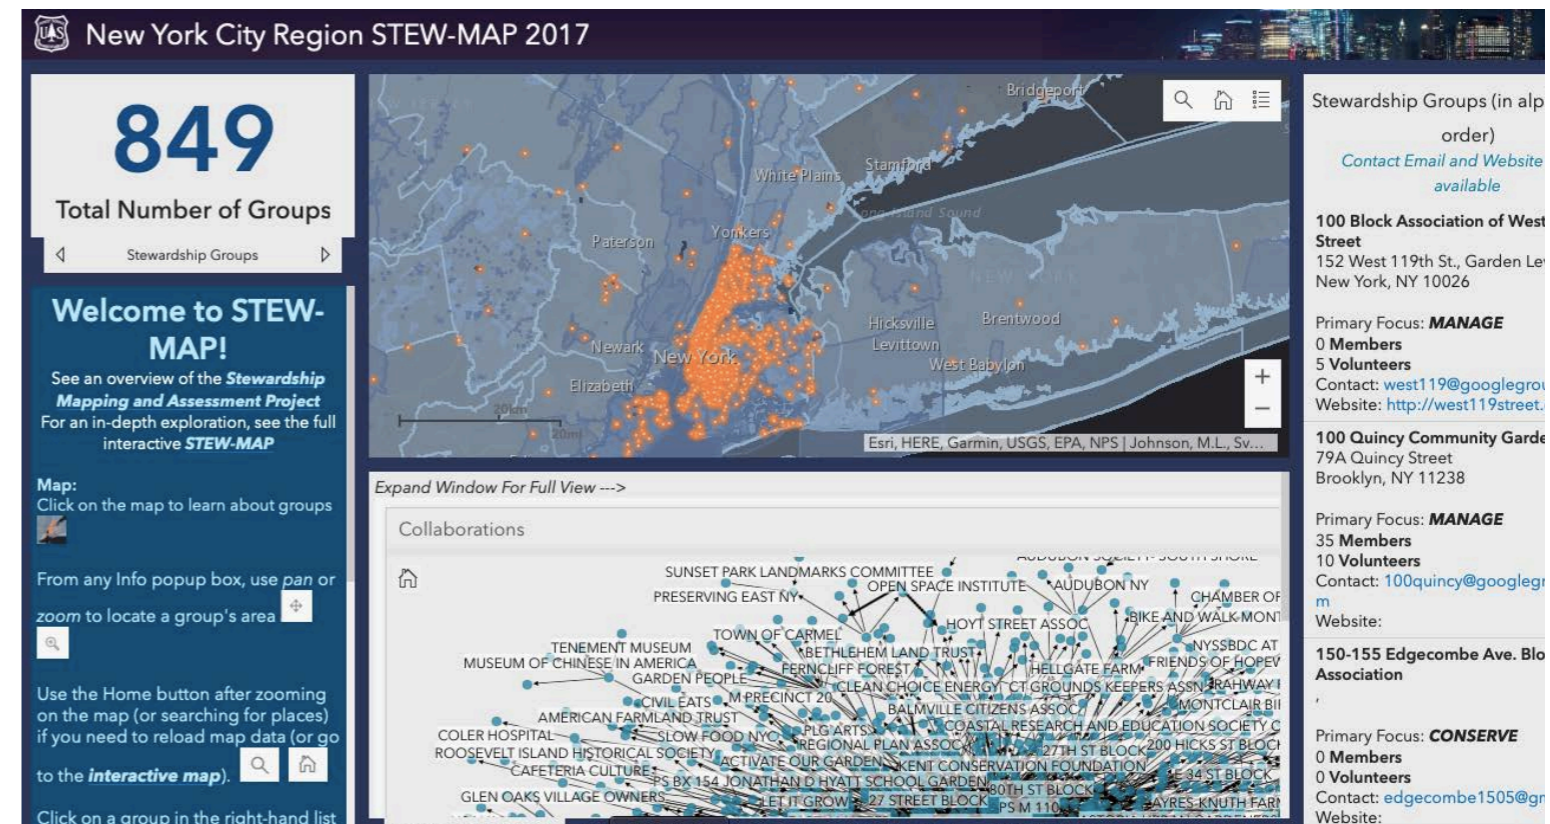 New York City Region STEW-MAP 2017
849
Total Number of Groups
Stewardship Groups
Welcome to STEW-
MAP!
See an overview of the Stewardship
Mapping and Assessment Project
For an in-depth exploration, see the full
interactive STEW-MAP
Map:
Click on the map to learn about groups
From any Info popup box, use pan or
zoom to locate a group's area
Use the Home button after zooming
on the map (or searching for places)
if you need to reload map data (or go
to the interactive map).
Click on a group in the right-hand list
Bridgeport
Stamford
White Plains
Long Island Sound
Yonkers
Paterson
NEW YORK
Hicksville
Brentwood
Levittown
Newark
New York
West Babylon
Elizabeth
20km
20mi
Esri, HERE, Garmin, USGS, EPA, NPS | Johnson, M.L., Sv...
Expand Window For Full View --->
Collaborations
AUDUBON SOCIETY- SOUTH SHORE
SUNSET PARK LANDMARKS COMMITTEE
OPEN SPACE INSTITUTE
AUDUBON NY
PRESERVING EAST NY
CHAMBER OF
HOYT STREET ASSOC
BIKE AND WALK MONT
TOWN OF CARMEL
TENEMENT MUSEUM
BETHLEHEM LAND TRUST
NYSSBDC AT
MUSEUM OF CHINESE IN AMERICA
FERNCLIFF FOREST
HELLGATE FARM
FRIENDS OF HOPEW
GARDEN PEOPLE
CLEAN CHOICE ENERGY
CT GROUNDS KEEPERS ASSN
RAHWAY
CIVIL EATS
M PRECINCT 20
BALMVILLE CITIZENS ASSOC
MONTCLAIR BI
AMERICAN FARMLAND TRUST
COASTAL RESEARCH AND EDUCATION SOCIETY
COLER HOSPITAL
SLOW FOOD NYC
PLG ARTS
REGIONAL PLAN ASSOC
27TH ST BLOCK
200 HICKS ST BLOCK
ROOSEVELT ISLAND HISTORICAL SOCIETY
ACTIVATE OUR GARDEN
KENT CONSERVATION FOUNDATION
CAFETERIA CULTURE
PS BX 154 JONATHAN D HYATT SCHOOL GARDEN
E 34 ST BLOCK
80TH ST BLOCK
GLEN OAKS VILLAGE OWNERS
LET IT GROW
27 STREET BLOCK
PS M 110
AYRES-KNUTH FARM
Stewardship Groups (in alp
order)
Contact Email and Website
available
100 Block Association of West
Street
152 West 119th St., Garden Le
New York, NY 10026
Primary Focus: MANAGE
0 Members
5 Volunteers
Contact: west119@googlegrou
Website: http://west119street.
100 Quincy Community Garde
79A Quincy Street
Brooklyn, NY 11238
Primary Focus: MANAGE
35 Members
10 Volunteers
Contact: 100quincy@googlegr
m
Website:
150-155 Edgecombe Ave. Blo
Association
,
Primary Focus: CONSERVE
0 Members
0 Volunteers
Contact: edgecombe1505@gm
Website: